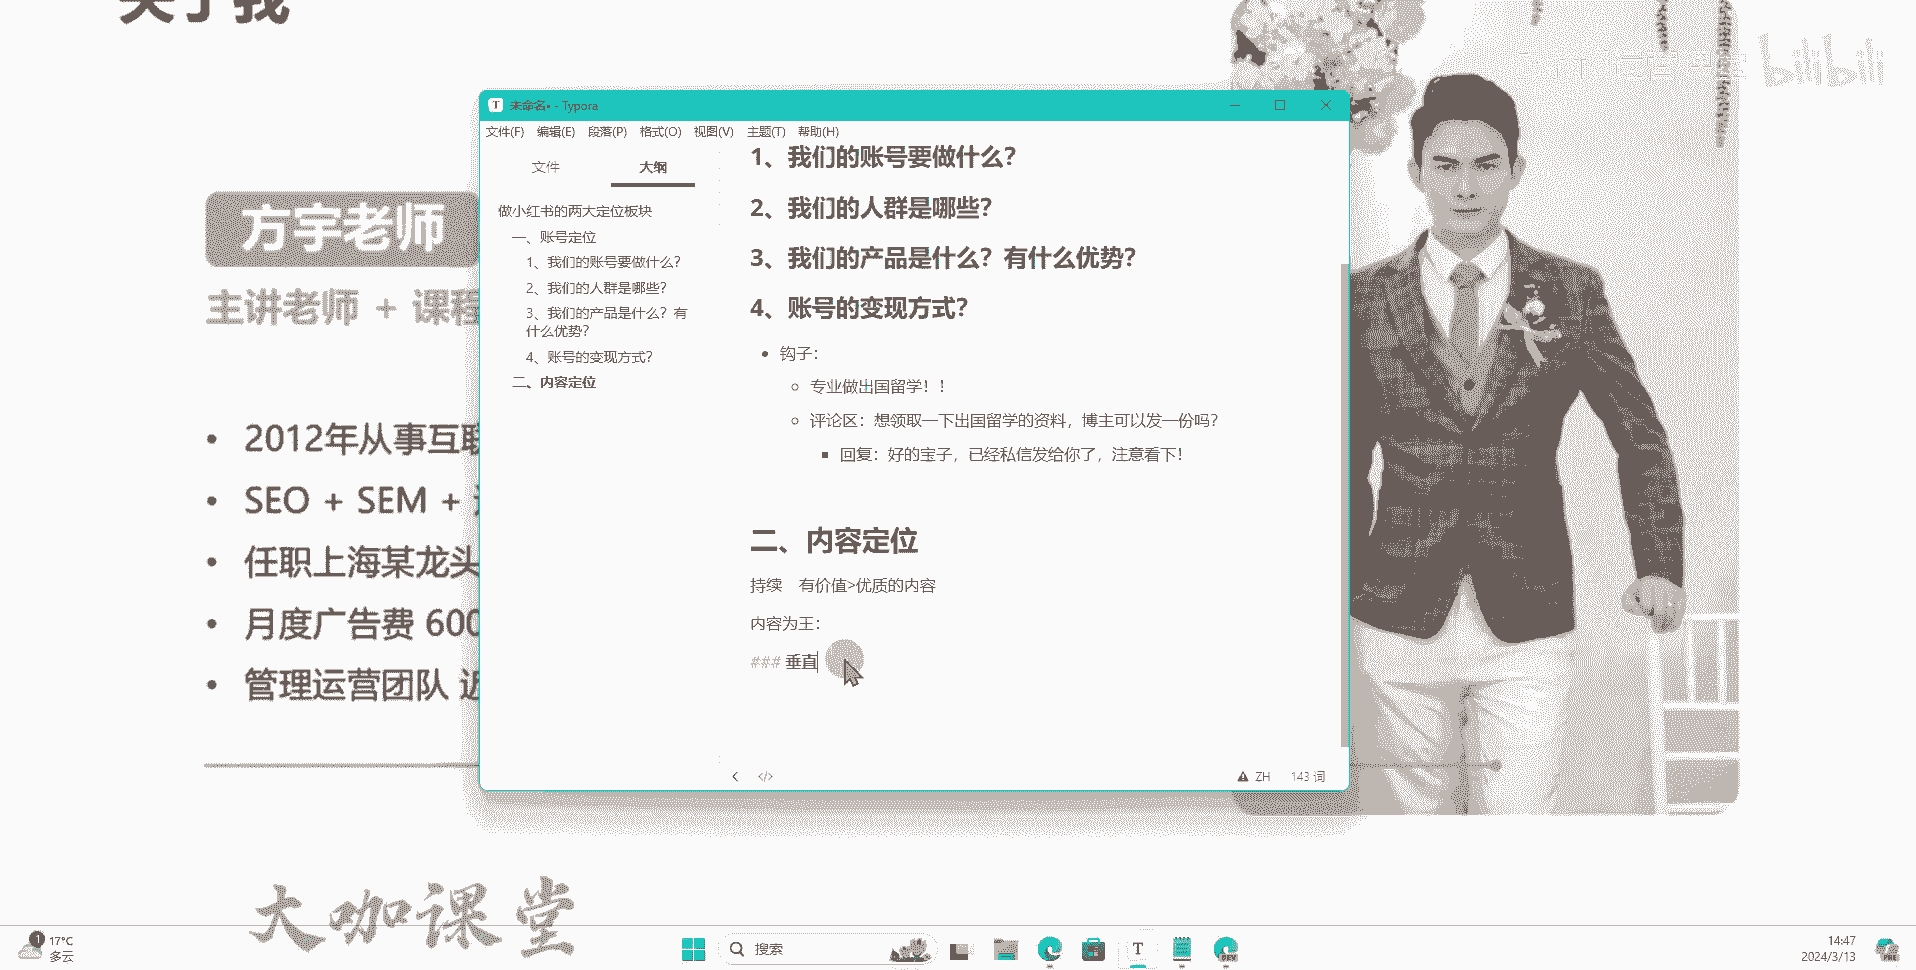 关于我
bilibili
方宇老师
主讲老师 + 课程
• 2012年从事互联
• SEO + SEM +
• 任职上海某龙头
• 月度广告费 600
• 管理运营团队 近
大咖课堂
未命名• - Typora
文件(F) 编辑(E) 段落(P) 格式(O) 视图(V) 主题(T) 帮助(H)
文件 大纲
做小红书的两大定位板块
一、账号定位
1、我们的账号要做什么？
2、我们的人群是哪些？
3、我们的产品是什么？有
什么优势？
4、账号的变现方式？
二、内容定位
1、我们的账号要做什么？
2、我们的人群是哪些？
3、我们的产品是什么？有什么优势？
4、账号的变现方式？
• 钩子：
专业做出国留学！！
评论区：想领取一下出国留学的资料，博主可以发一份吗？
回复：好的宝子，已经私信发给你了，注意看下！
二、内容定位
持续 有价值>优质的内容
内容为王：
### 垂直
</> 
ZH 143 词
1
17°C
多云
搜索
T
DEV
14:47
2024/3/13
PRE